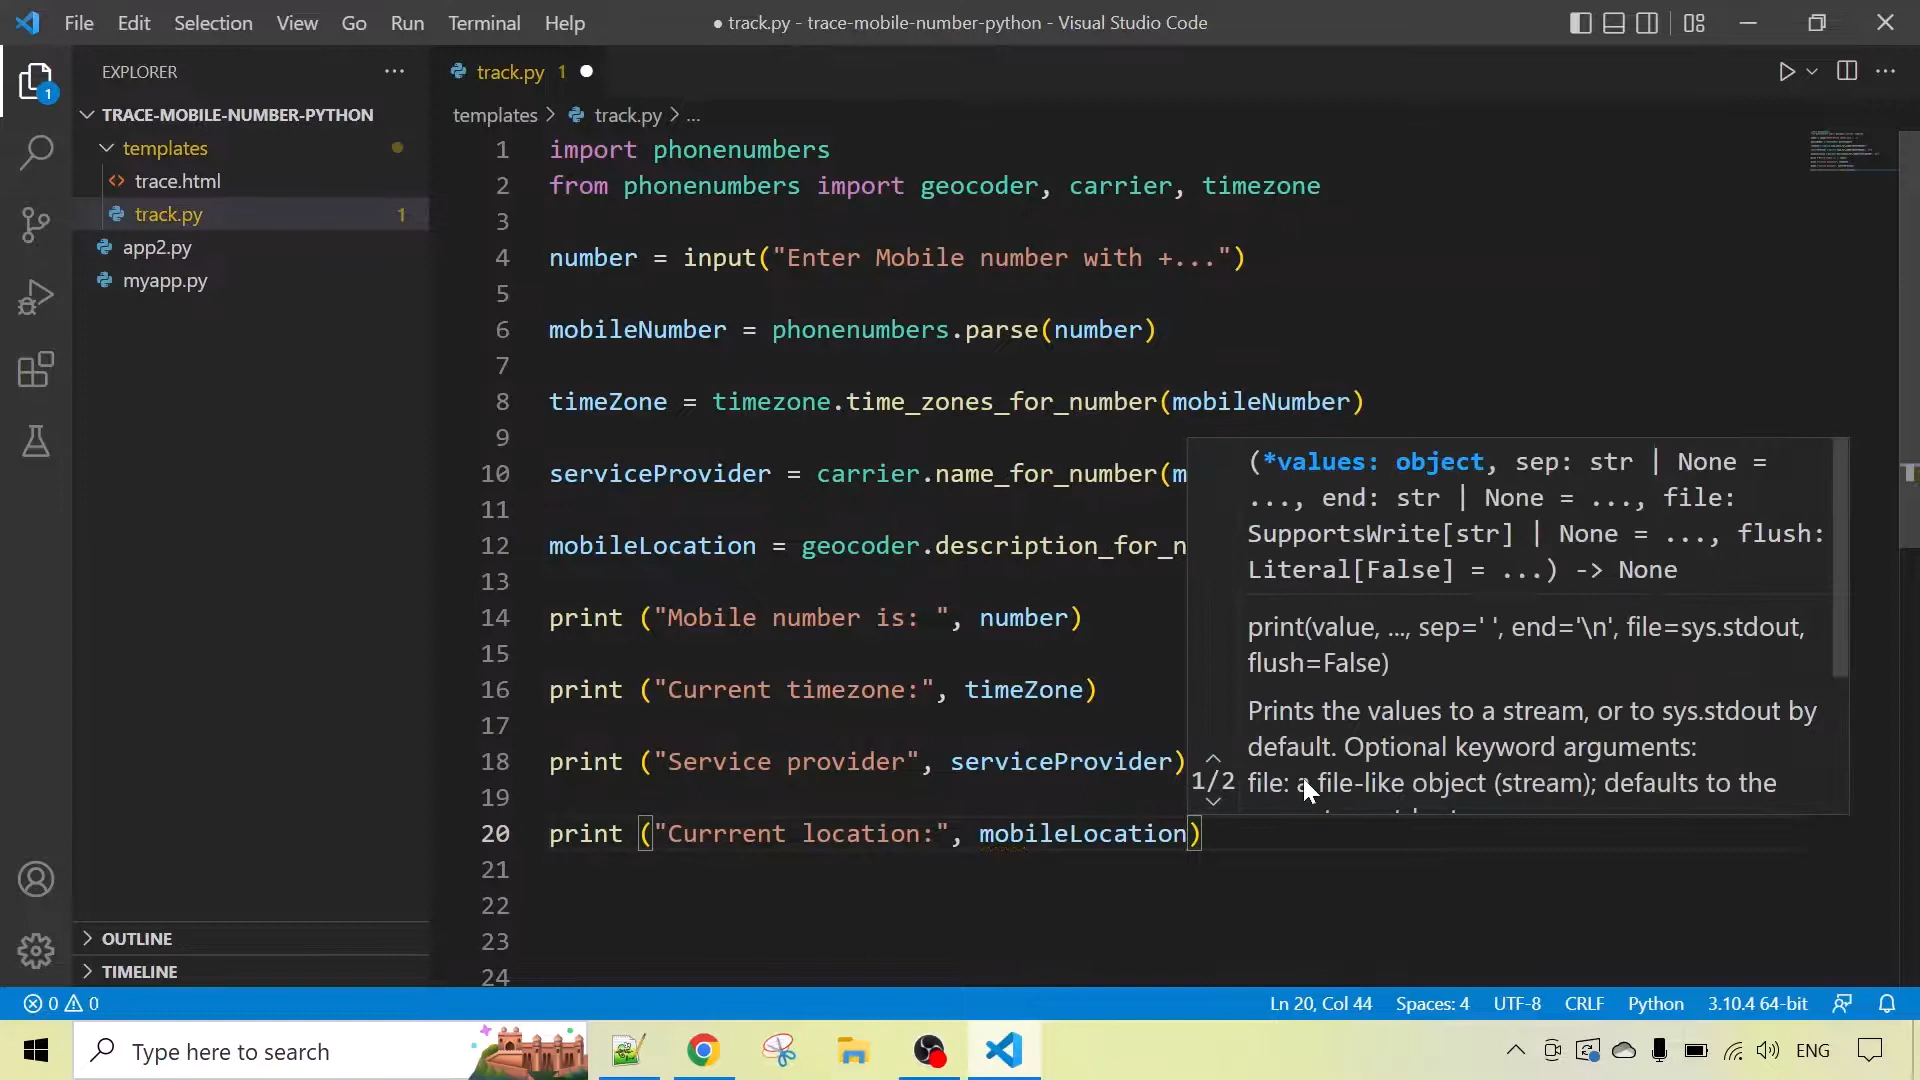 File Edit Selection View Go Run Terminal Help
● track.py - trace-mobile-number-python - Visual Studio Code
EXPLORER
TRACE-MOBILE-NUMBER-PYTHON
templates
trace.html
track.py 1
app2.py
myapp.py
OUTLINE
TIMELINE
1
track.py 1
templates > track.py > ...
1 import phonenumbers
2 from phonenumbers import geocoder, carrier, timezone
3
4 number = input("Enter Mobile number with +...")
5
6 mobileNumber = phonenumbers.parse(number)
7
8 timeZone = timezone.time_zones_for_number(mobileNumber)
9
10 serviceProvider = carrier.name_for_number(m
11
12 mobileLocation = geocoder.description_for_n
13
14 print ("Mobile number is: ", number)
15
16 print ("Current timezone:", timeZone)
17
18 print ("Service provider", serviceProvider)
19
20 print ("Currrent location:", mobileLocation)
21
22
23
24
(*values: object, sep: str | None =
..., end: str | None = ..., file:
SupportsWrite[str] | None = ..., flush:
Literal[False] = ...) -> None
print(value, ..., sep=' ', end='\n', file=sys.stdout,
flush=False)
Prints the values to a stream, or to sys.stdout by
default. Optional keyword arguments:
file: a file-like object (stream); defaults to the
1/2
0 0
Ln 20, Col 44 Spaces: 4 UTF-8 CRLF Python 3.10.4 64-bit
Type here to search
ENG